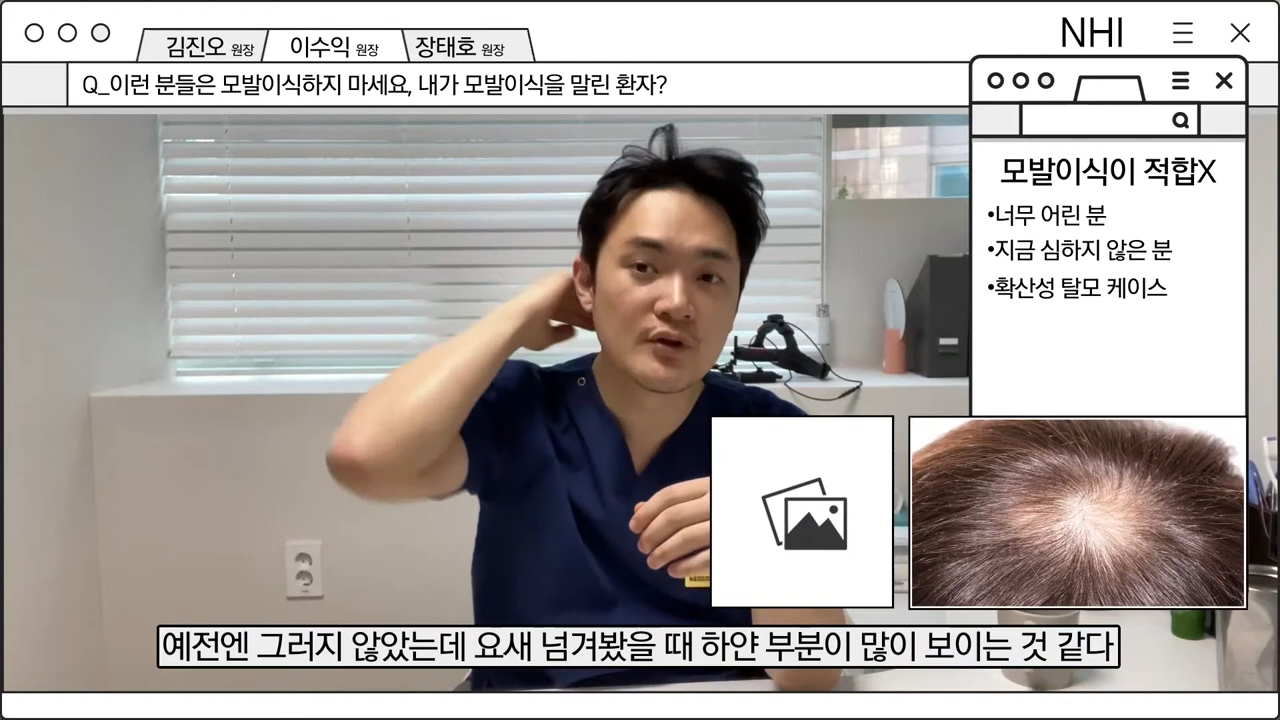 NHI
김진오 원장
이수익 원장
장태호 원장
Q_이런 분들은 모발이식하지 마세요, 내가 모발이식을 말린 환자?
모발이식이 적합X
•너무 어린 분
•지금 심하지 않은 분
•확산성 탈모 케이스
예전엔 그러지 않았는데 요새 넘겨봤을 때 하얀 부분이 많이 보이는 것 같다